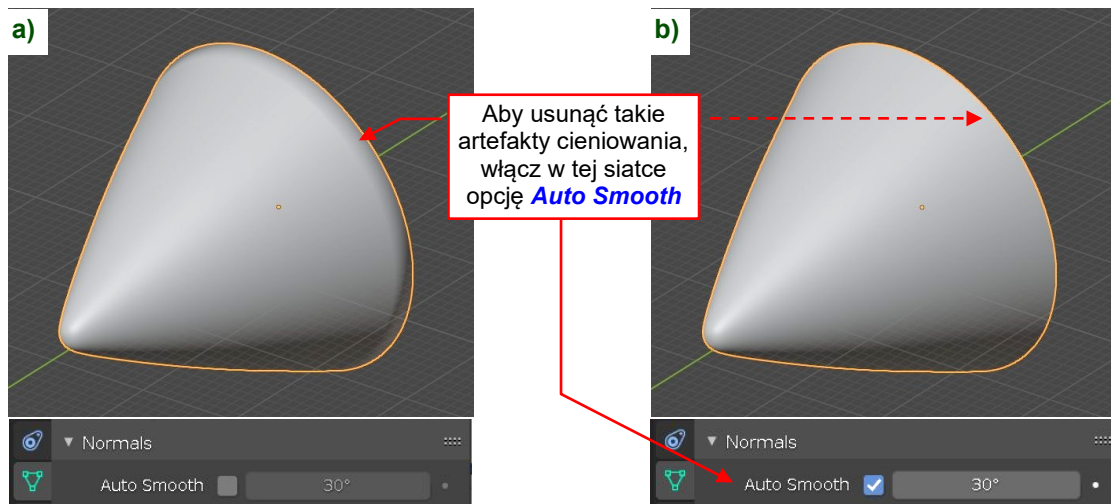 a)
b)
Aby usunąć takie
artefakty cieniowania,
włącz w tej siatce
opcję Auto Smooth
Normals
Auto Smooth 30°
Normals
Auto Smooth 30°